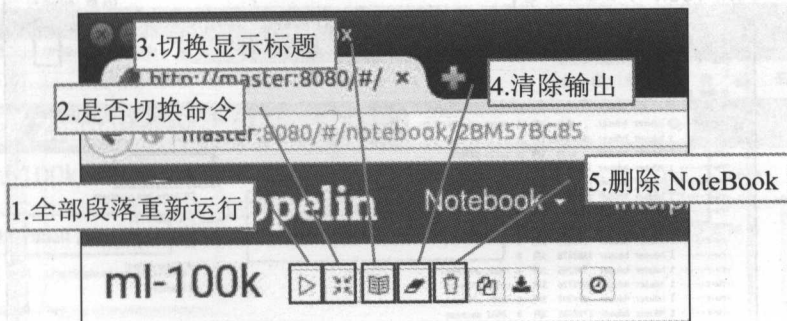 3.切换显示标题
http://master:8080/#/ ×
4.清除输出
2.是否切换命令
master:8080/#/notebook/2BM57BGB5
5.删除 NoteBook
1.全部段落重新运行
ppelin Notebook
ml-100k